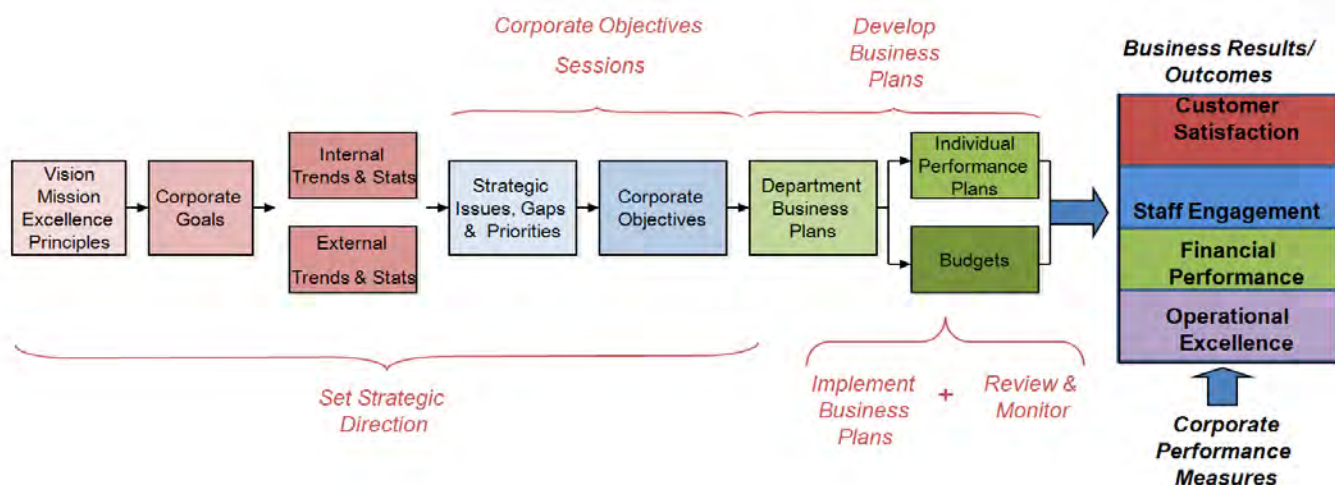 Corporate Objectives
Sessions
Develop
Business
Plans
Business Results/
Outcomes
Vision
Mission
Excellence
Principles
Corporate
Goals
Internal
Trends & Stats
External
Trends & Stats
Strategic
Issues, Gaps
& Priorities
Corporate
Objectives
Department
Business
Plans
Individual
Performance
Plans
Budgets
Customer
Satisfaction
Staff Engagement
Financial
Performance
Operational
Excellence
Set Strategic
Direction
Implement
Business
Plans
+
Review &
Monitor
Corporate
Performance
Measures